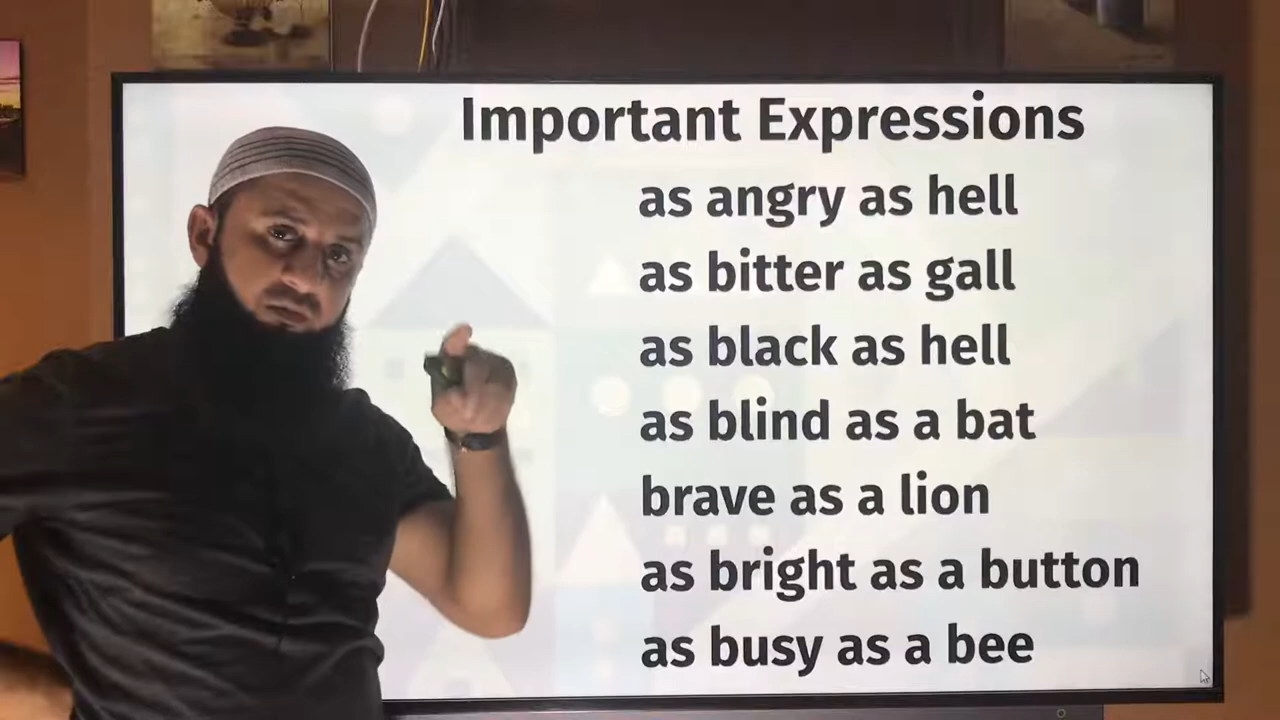 Important Expressions
as angry as hell
as bitter as gall
as black as hell
as blind as a bat
brave as a lion
as bright as a button
as busy as a bee